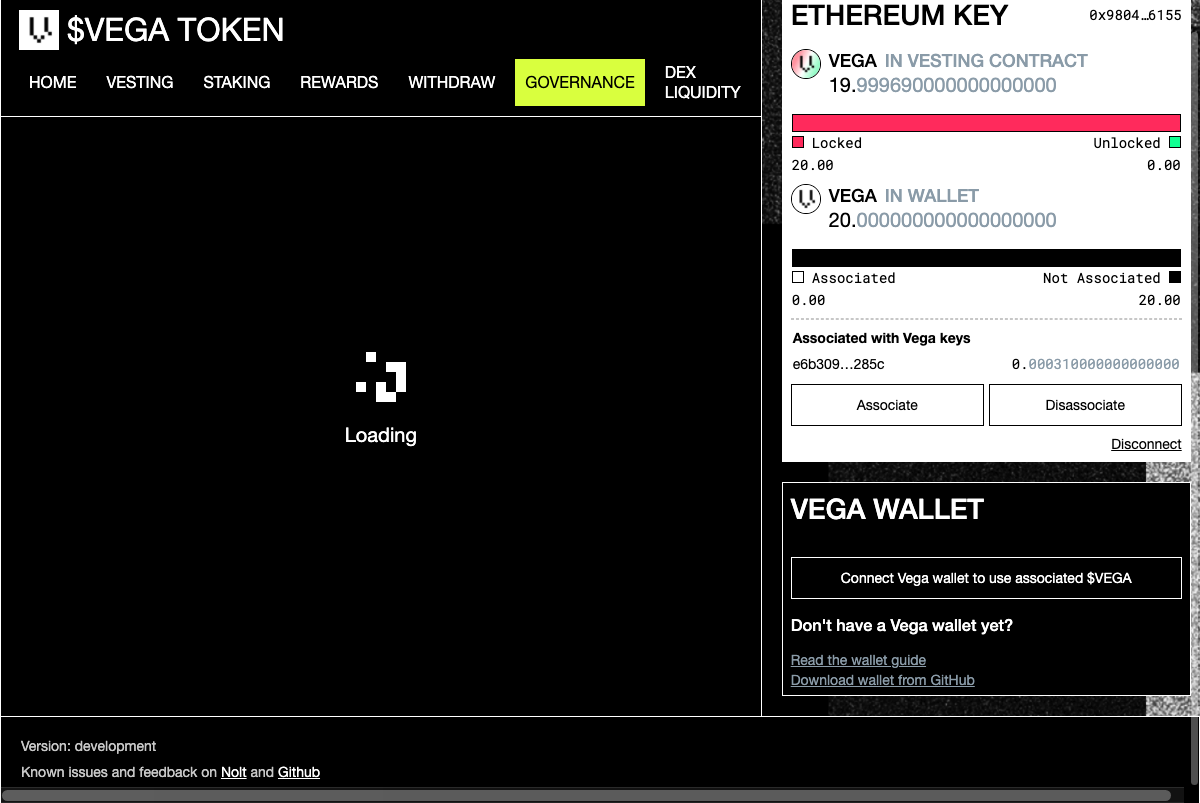 $VEGA TOKEN
HOME VESTING STAKING REWARDS WITHDRAW GOVERNANCE DEX LIQUIDITY
Loading
ETHEREUM KEY 0x9804…6155
VEGA IN VESTING CONTRACT
19.999690000000000000
Locked Unlocked
20.00 0.00
VEGA IN WALLET
20.000000000000000000
Associated Not Associated
0.00 20.00
Associated with Vega keys
e6b309…285c 0.000310000000000000
Associate Disassociate
Disconnect
VEGA WALLET
Connect Vega wallet to use associated $VEGA
Don't have a Vega wallet yet?
Read the wallet guide
Download wallet from GitHub
Version: development
Known issues and feedback on Nolt and Github